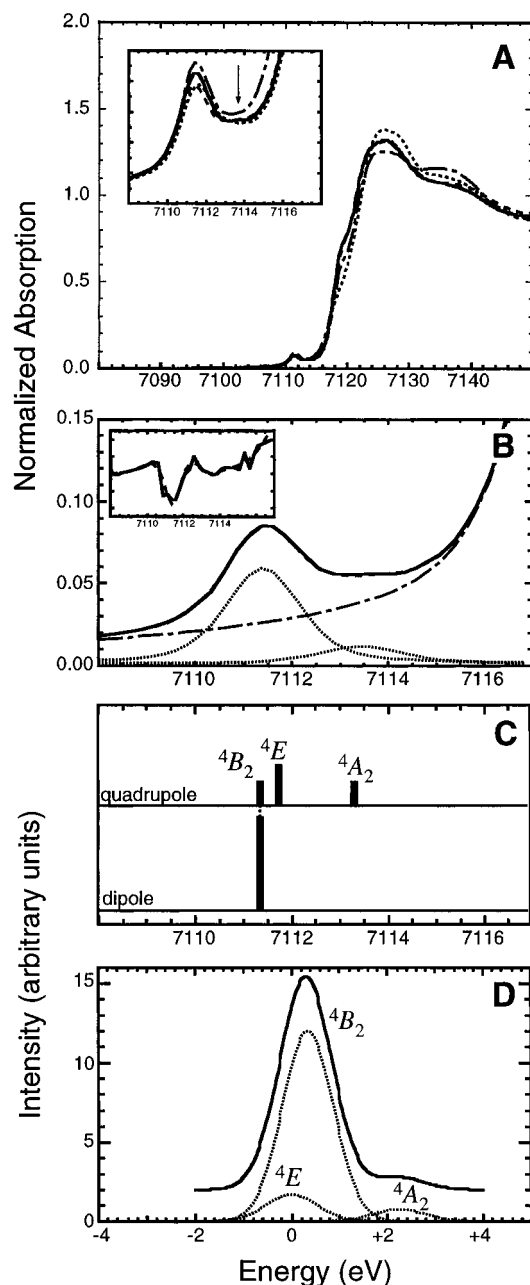 Normalized Absorption
Intensity (arbitrary units)
A
2.0
1.5
1.0
0.5
0.0
7110 7112 7114 7116
7090 7100 7110 7120 7130 7140
B
0.15
0.10
0.05
0.00
7110 7112 7114
7110 7112 7114 7116
C
⁴B₂ ⁴E ⁴A₂
quadrupole
dipole
7110 7112 7114 7116
D
15
10
5
0
⁴B₂
⁴E
⁴A₂
-4 -2 0 +2 +4
Energy (eV)